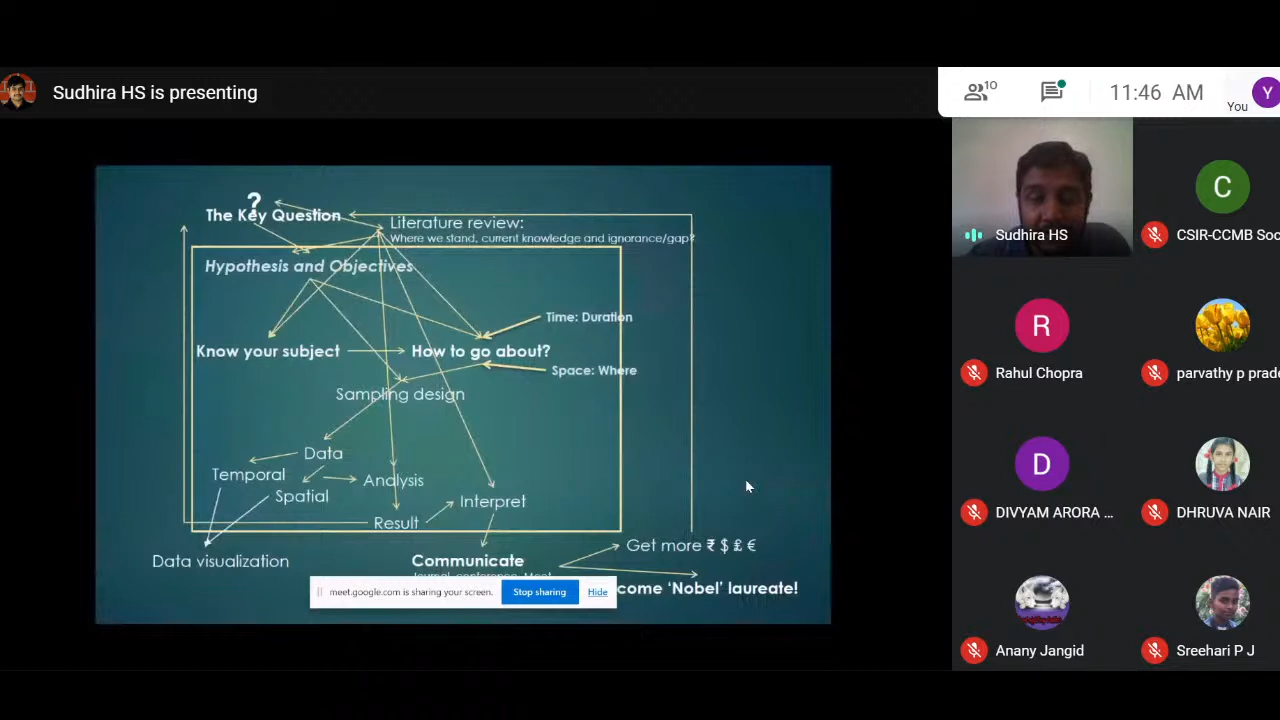 Sudhira HS is presenting
10
11:46 AM
You
Y
?
The Key Question
Literature review:
Where we stand, current knowledge and ignorance/gap?
Hypothesis and Objectives
Time: Duration
Know your subject
How to go about?
Space: Where
Sampling design
Data
Temporal
Analysis
Spatial
Interpret
Result
Get more ₹ $ £ €
Data visualization
Communicate
come ‘Nobel’ laureate!
meet.google.com is sharing your screen.
Stop sharing
Hide
Sudhira HS
C
CSIR-CCMB Soc
R
Rahul Chopra
parvathy p prade
D
DIVYAM ARORA ...
DHRUVA NAIR
Anany Jangid
Sreehari P J